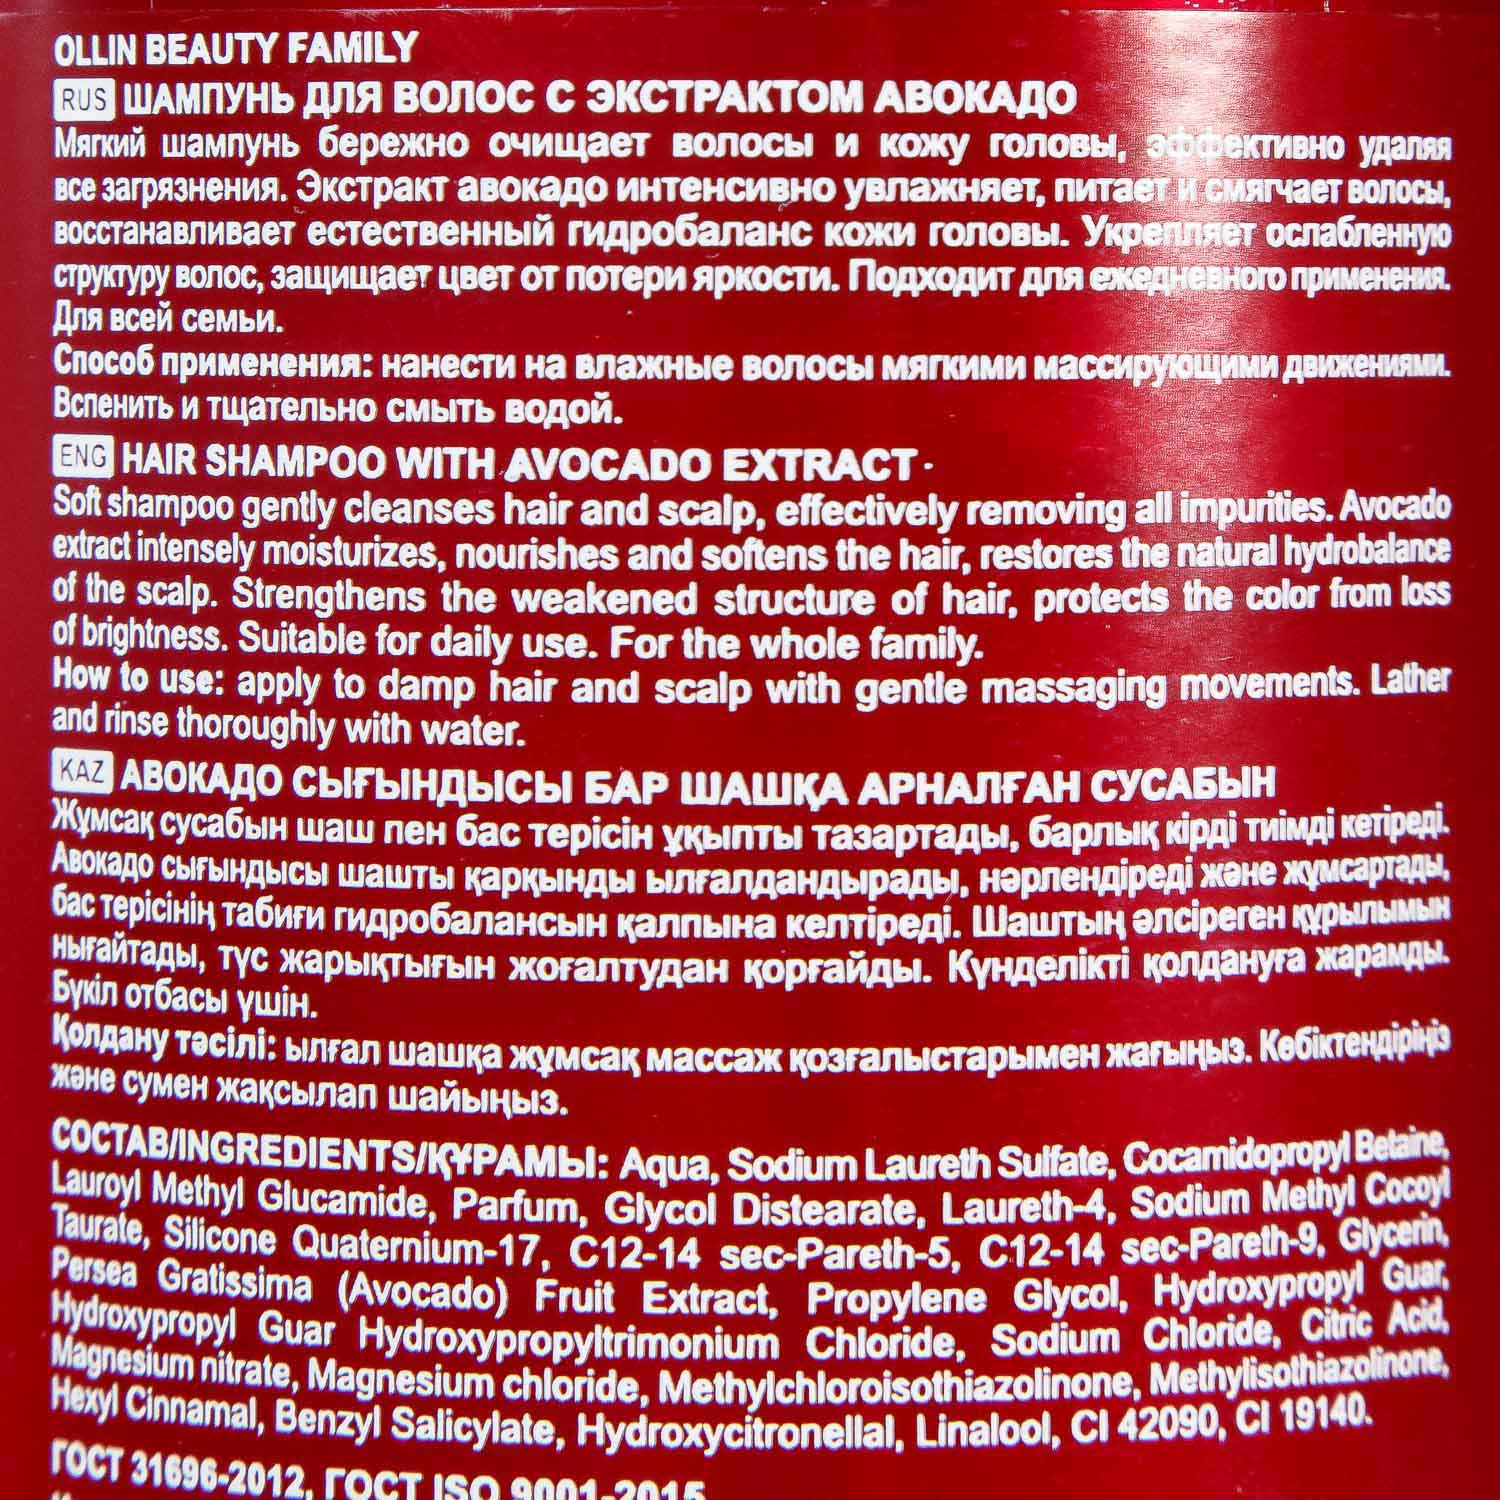 OLLIN BEAUTY FAMILY
RUS ШАМПУНЬ ДЛЯ ВОЛОС С ЭКСТРАКТОМ АВОКАДО
Мягкий шампунь бережно очищает волосы и кожу головы, эффективно удаляя
все загрязнения. Экстракт авокадо интенсивно увлажняет, питает и смягчает волосы,
восстанавливает естественный гидробаланс кожи головы. Укрепляет ослабленную
структуру волос, защищает цвет от потери яркости. Подходит для ежедневного применения.
Для всей семьи.
Способ применения: нанести на влажные волосы мягкими массирующими движениями.
Вспенить и тщательно смыть водой.
ENG HAIR SHAMPOO WITH AVOCADO EXTRACT
Soft shampoo gently cleanses hair and scalp, effectively removing all impurities. Avocado
extract intensely moisturizes, nourishes and softens the hair, restores the natural hydrobalance
of the scalp. Strengthens the weakened structure of hair, protects the color from loss
of brightness. Suitable for daily use. For the whole family.
How to use: apply to damp hair and scalp with gentle massaging movements. Lather
and rinse thoroughly with water.
KAZ АВОКАДО СЫҒЫНДЫСЫ БАР ШАШҚА АРНАЛҒАН СУСАБЫН
Жұмсақ сусабын шаш пен бас терісін ұқыпты тазартады, барлық кірді тиімді кетіреді.
Авокадо сығындысы шашты қарқынды ылғалдандырады, нәрлендіреді және жұмсартады,
бас терісінің табиғи гидробалансын қалпына келтіреді. Шаштың әлсіреген құрылымын
нығайтады, түс жарықтығын жоғалтудан қорғайды. Күнделікті қолдануға жарамды.
Бүкіл отбасы үшін.
Қолдану тәсілі: ылғал шашқа жұмсақ массаж қозғалыстарымен жағыңыз. Көбіктендіріңіз
және сумен жақсылап шайыңыз.
СОСТАВ/INGREDIENTS/ҚҰРАМЫ: Aqua, Sodium Laureth Sulfate, Cocamidopropyl Betaine,
Lauroyl Methyl Glucamide, Parfum, Glycol Distearate, Laureth-4, Sodium Methyl Cocoyl
Taurate, Silicone Quaternium-17, C12-14 sec-Pareth-5, C12-14 sec-Pareth-9, Glycerin,
Persea Gratissima (Avocado) Fruit Extract, Propylene Glycol, Hydroxypropyl Guar,
Hydroxypropyl Guar Hydroxypropyltrimonium Chloride, Sodium Chloride, Citric Acid,
Magnesium nitrate, Magnesium chloride, Methylchloroisothiazolinone, Methylisothiazolinone,
Hexyl Cinnamal, Benzyl Salicylate, Hydroxycitronellal, Linalool, CI 42090, CI 19140.
ГОСТ 31696-2012, ГОСТ ISO 9001-2015